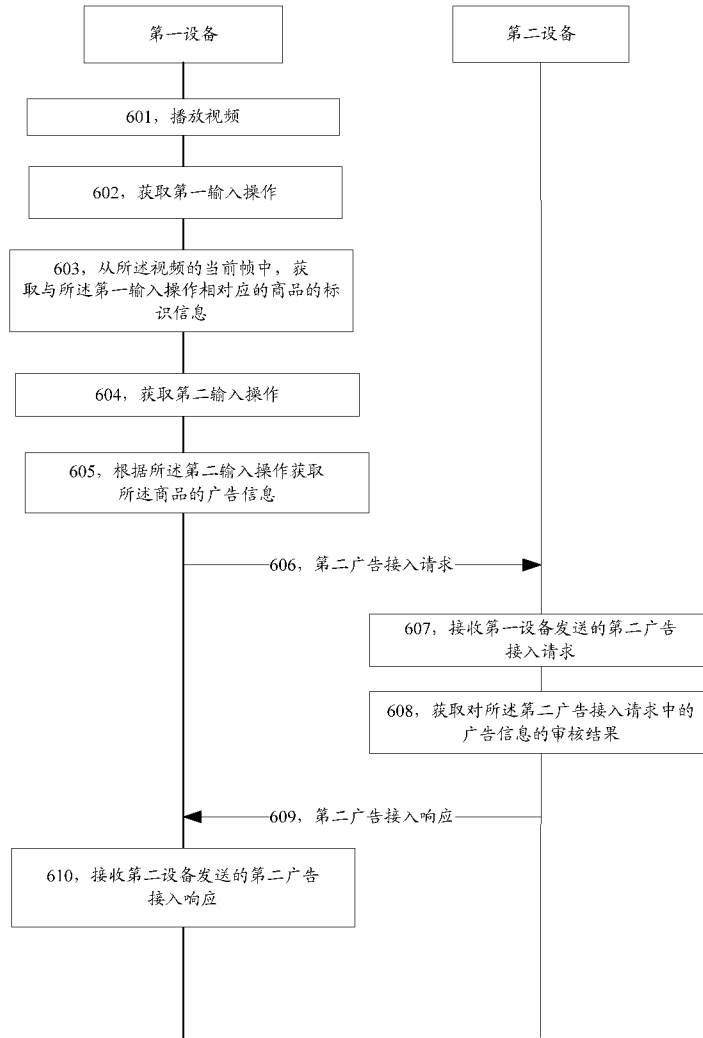 第一设备
第二设备
601，播放视频
602，获取第一输入操作
603，从所述视频的当前帧中，获
取与所述第一输入操作相对应的商品的标
识信息
604，获取第二输入操作
605，根据所述第二输入操作获取
所述商品的广告信息
606，第二广告接入请求
607，接收第一设备发送的第二广告
接入请求
608，获取对所述第二广告接入请求中的
广告信息的审核结果
609，第二广告接入响应
610，接收第二设备发送的第二广告
接入响应